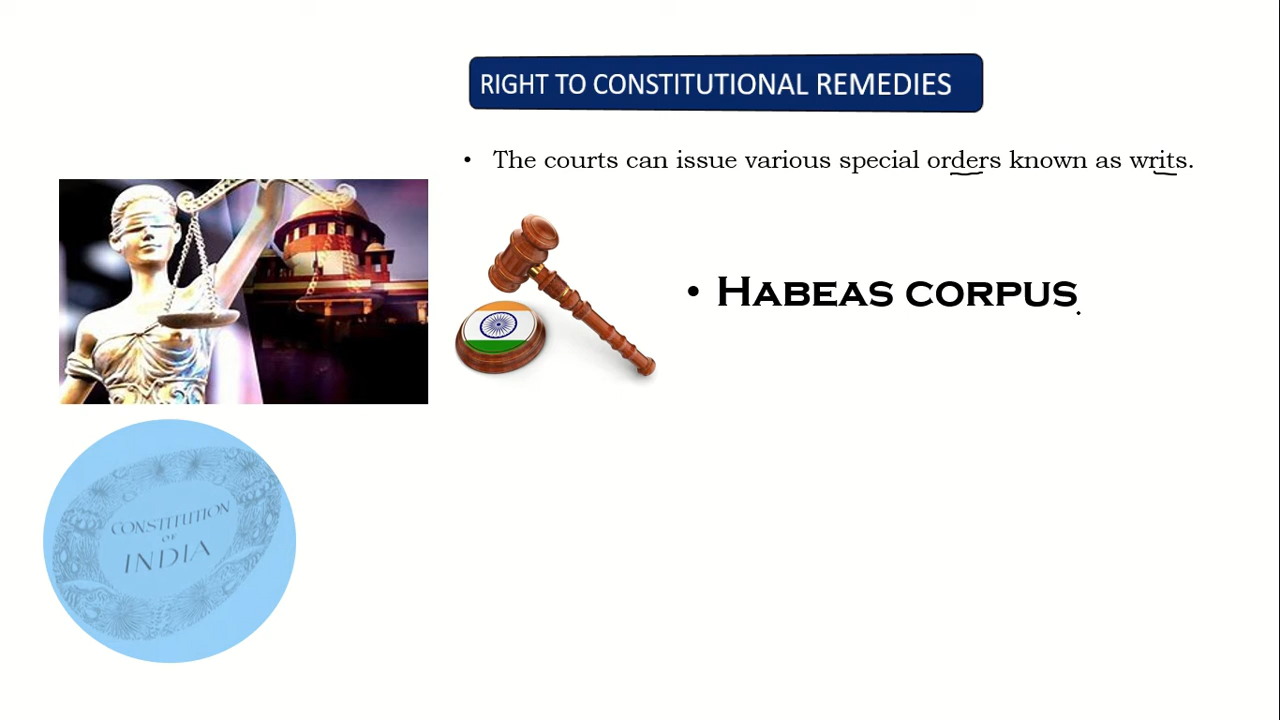 RIGHT TO CONSTITUTIONAL REMEDIES
• The courts can issue various special orders known as writs.
• HABEAS CORPUS
CONSTITUTION
OF
INDIA